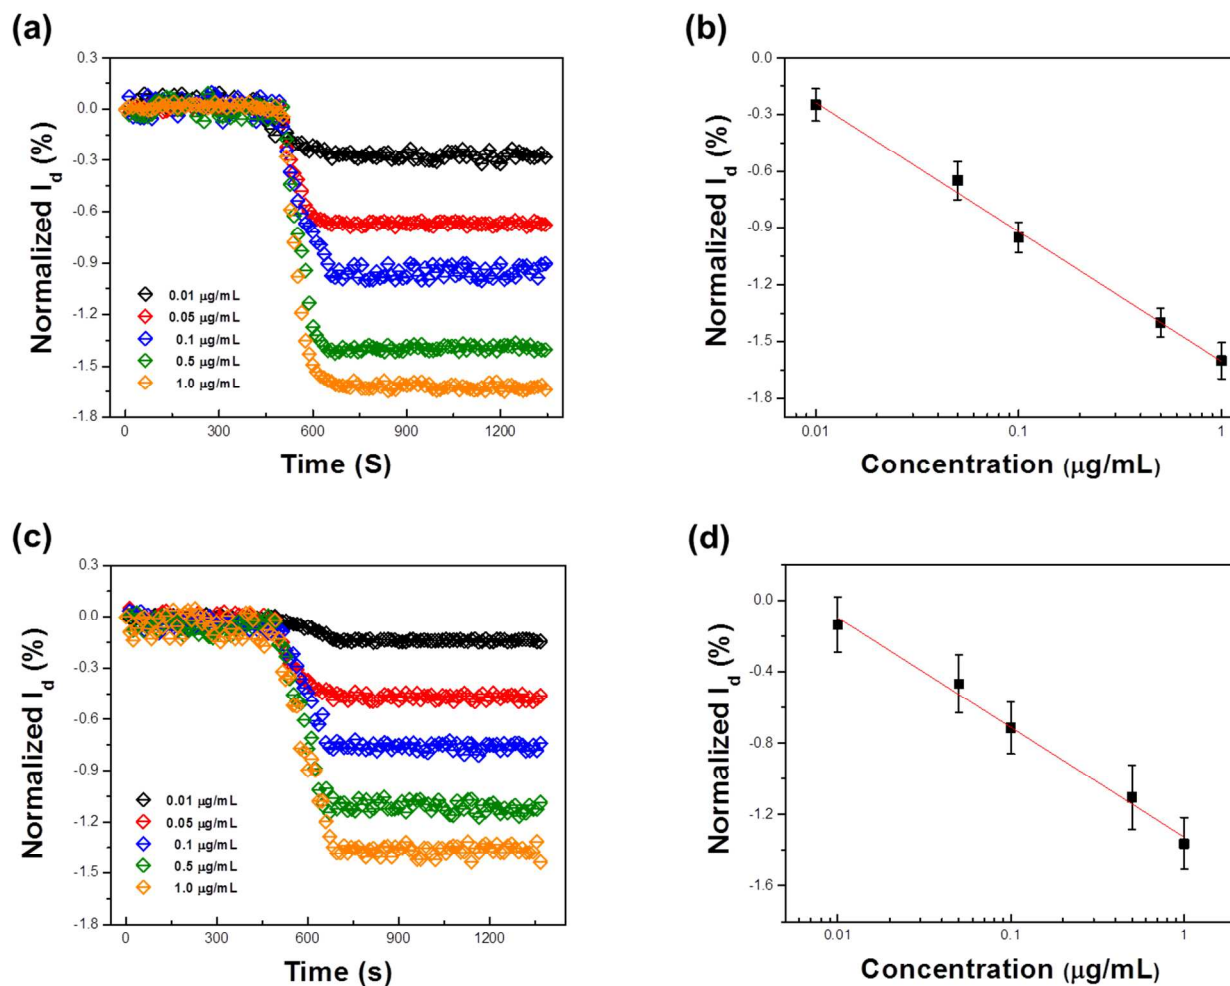 (a)
Normalized I_d (%)
0.3
0.0
-0.3
-0.6
-0.9
-1.2
-1.5
-1.8
0.01 μg/mL
0.05 μg/mL
0.1 μg/mL
0.5 μg/mL
1.0 μg/mL
0 300 600 900 1200
Time (S)
(b)
Normalized I_d (%)
0.0
-0.3
-0.6
-0.9
-1.2
-1.5
-1.8
0.01 0.1 1
Concentration (μg/mL)
(c)
Normalized I_d (%)
0.3
0.0
-0.3
-0.6
-0.9
-1.2
-1.5
-1.8
0.01 μg/mL
0.05 μg/mL
0.1 μg/mL
0.5 μg/mL
1.0 μg/mL
0 300 600 900 1200
Time (s)
(d)
Normalized I_d (%)
0.0
-0.4
-0.8
-1.2
-1.6
0.01 0.1 1
Concentration (μg/mL)